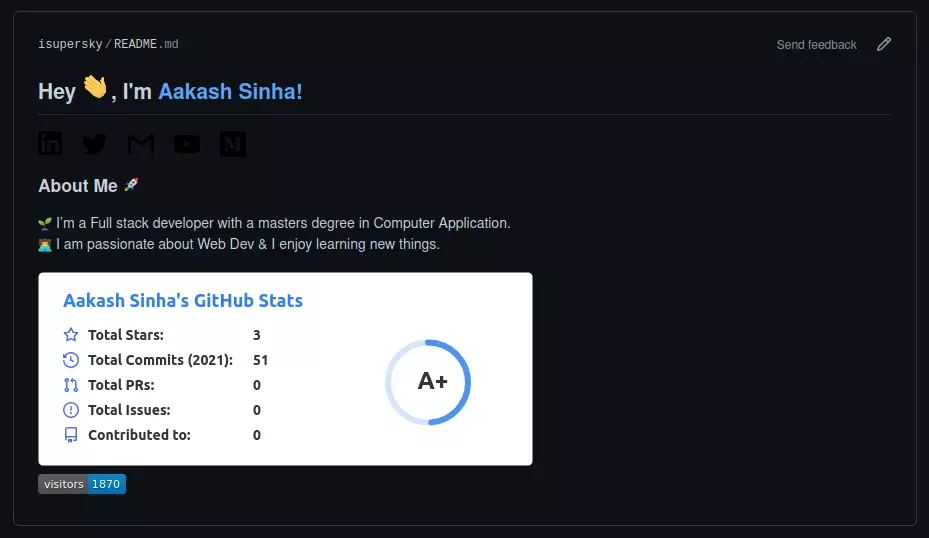 isupersky/README.md
Send feedback
Hey 👋, I'm Aakash Sinha!
in
M
About Me 🚀
🌱 I'm a Full stack developer with a masters degree in Computer Application.
👨‍💻 I am passionate about Web Dev & I enjoy learning new things.
Aakash Sinha's GitHub Stats
Total Stars: 3
Total Commits (2021): 51
Total PRs: 0
Total Issues: 0
Contributed to: 0
A+
visitors 1870